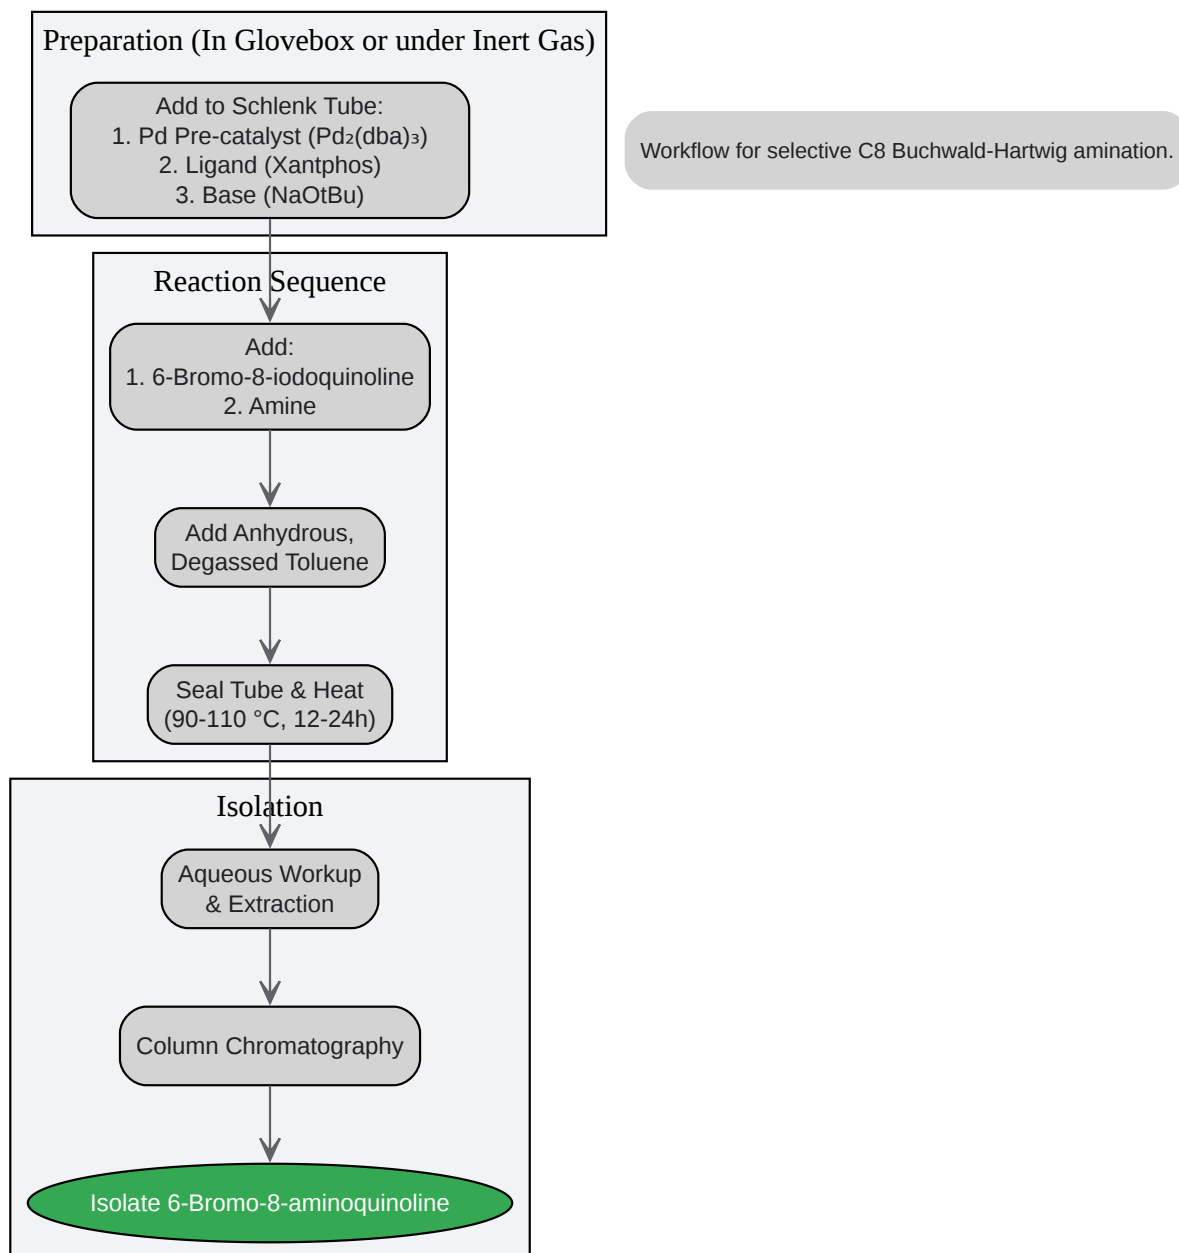 Preparation (In Glovebox or under Inert Gas)
Add to Schlenk Tube:
1. Pd Pre-catalyst (Pd₂(dba)₃)
2. Ligand (Xantphos)
3. Base (NaOtBu)
Workflow for selective C8 Buchwald-Hartwig amination.
Reaction Sequence
Add:
1. 6-Bromo-8-iodoquinoline
2. Amine
Add Anhydrous,
Degassed Toluene
Seal Tube & Heat
(90-110 °C, 12-24h)
Isolation
Aqueous Workup
& Extraction
Column Chromatography
Isolate 6-Bromo-8-aminoquinoline